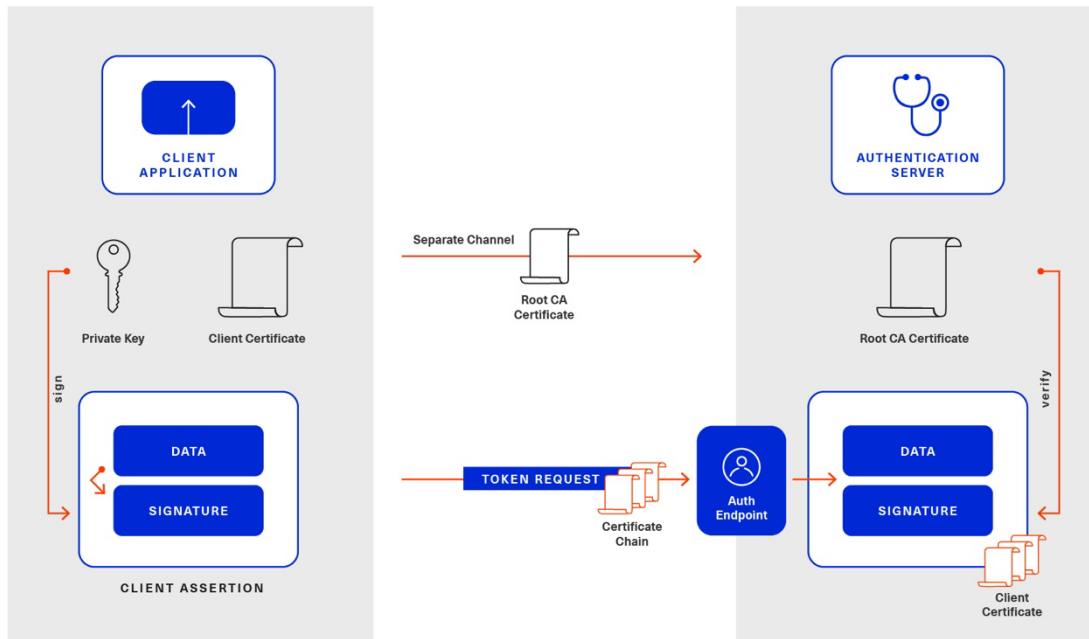 CLIENT
APPLICATION
AUTHENTICATION
SERVER
Separate Channel
Root CA
Certificate
Private Key
Client Certificate
Root CA Certificate
sign
verify
DATA
SIGNATURE
CLIENT ASSERTION
TOKEN REQUEST
Certificate
Chain
Auth
Endpoint
DATA
SIGNATURE
Client
Certificate